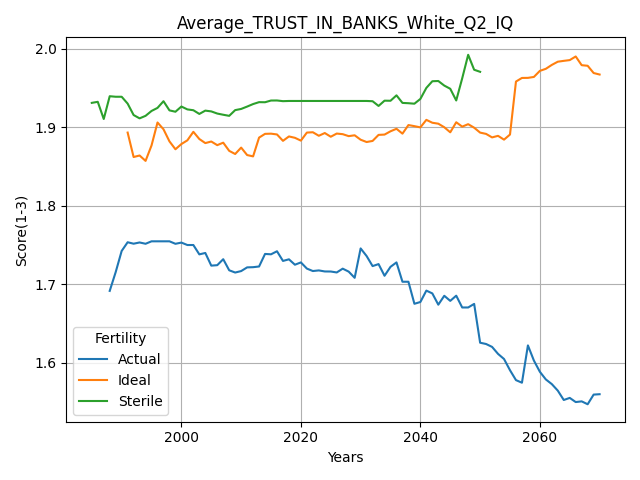 Average_TRUST_IN_BANKS_White_Q2_IQ
2.0
1.9
1.8
1.7
1.6
Score(1-3)
Fertility
Actual
Ideal
Sterile
2000
2020
2040
2060
Years